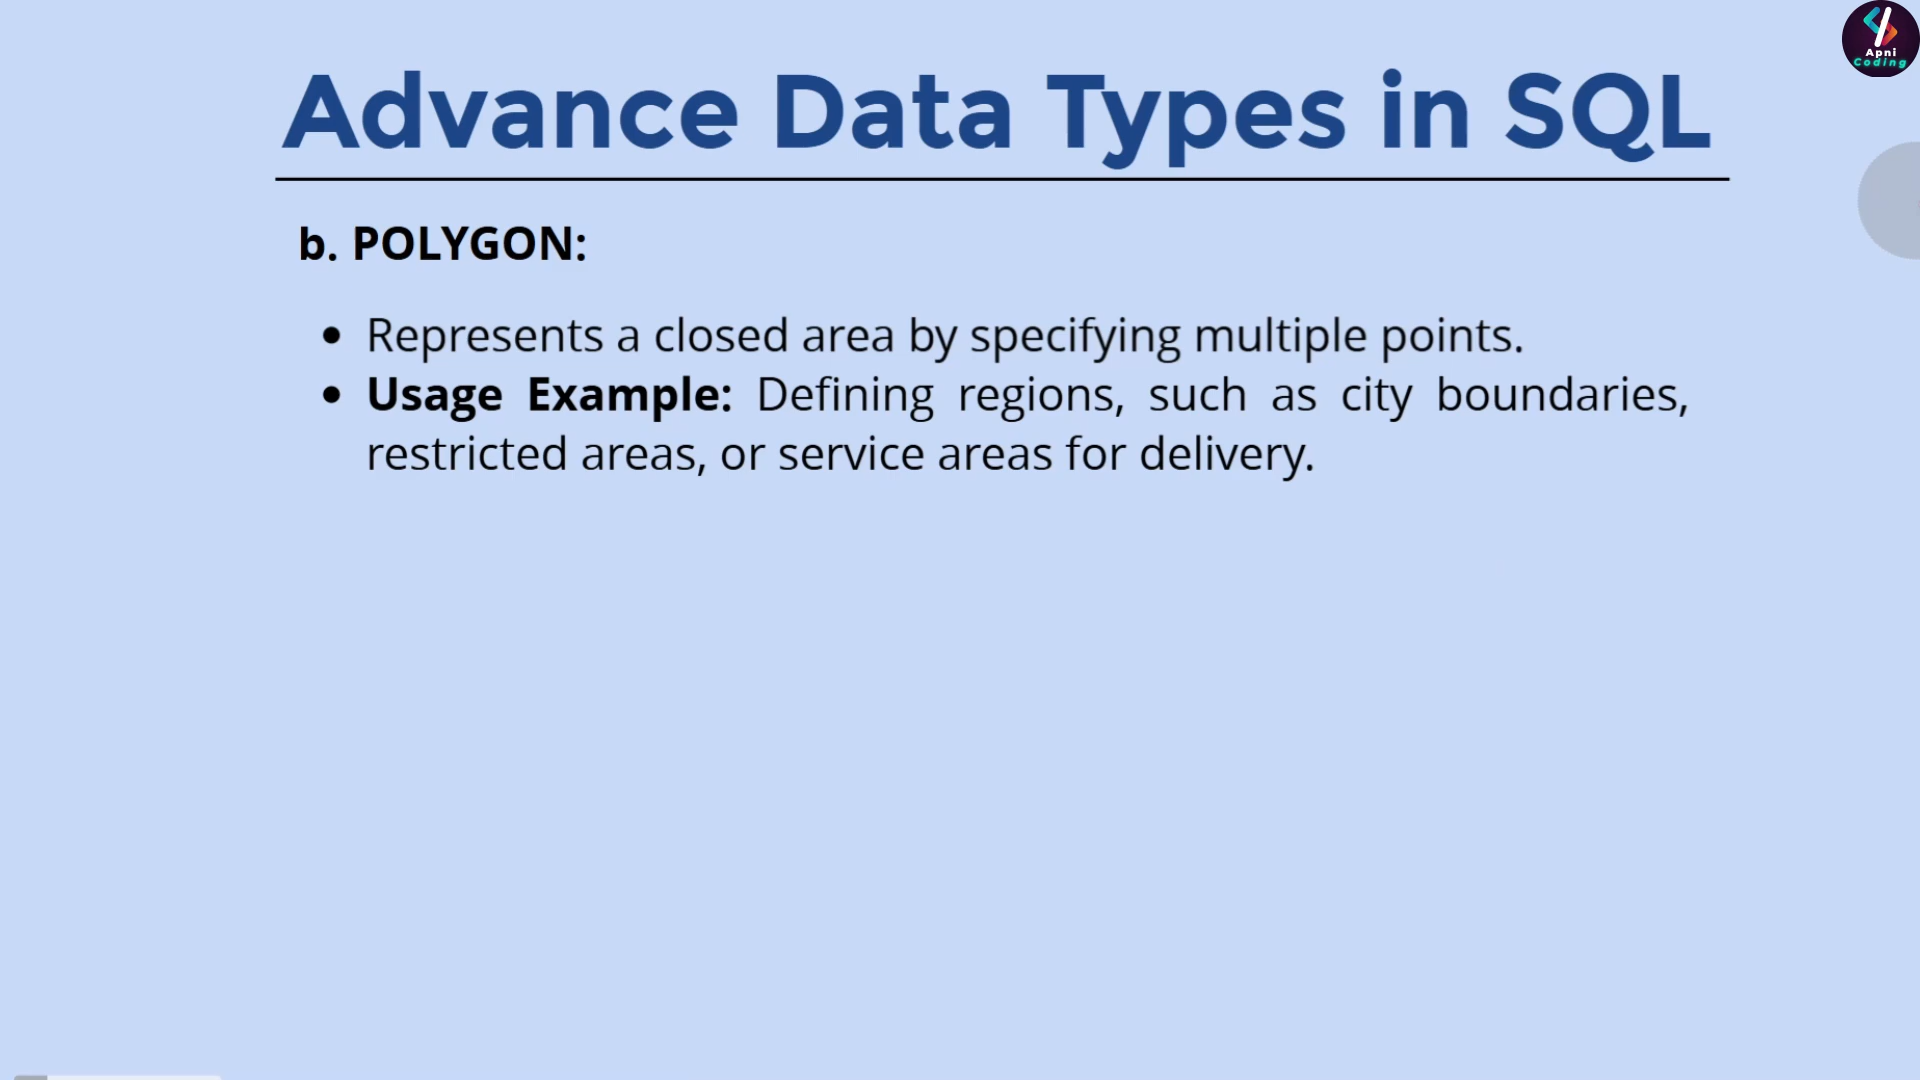 Apni
Coding
Advance Data Types in SQL
b. POLYGON:
• Represents a closed area by specifying multiple points.
• Usage Example: Defining regions, such as city boundaries,
restricted areas, or service areas for delivery.